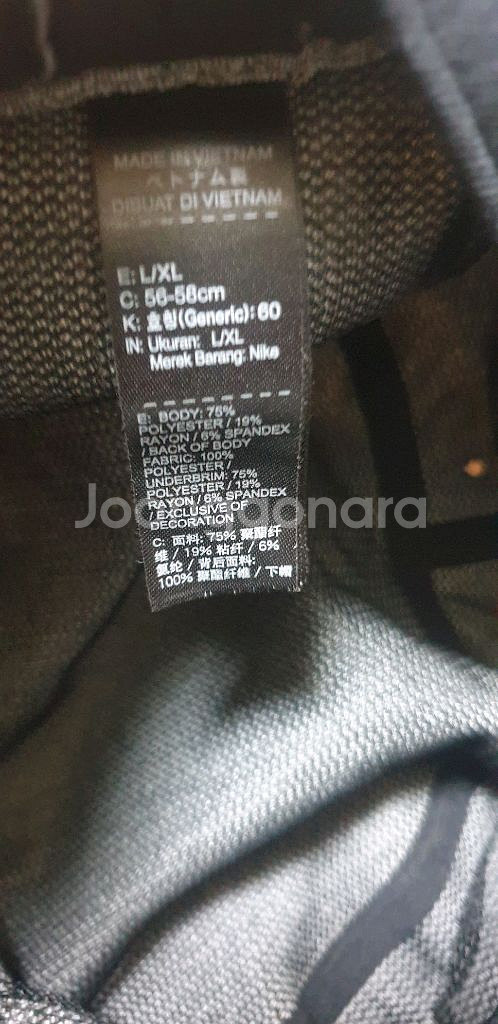 MADE IN VIETNAM
ベトナム製
DIBUAT DI VIETNAM
E: L/XL
C: 56-58cm
K: 호칭(Generic): 60
IN: Ukuran: L/XL
Merek Barang: Nike
E: BODY: 75%
POLYESTER / 19%
RAYON / 6% SPANDEX
/ BACK OF BODY
FABRIC: 100%
POLYESTER /
UNDERBRIM: 75%
POLYESTER / 19%
RAYON / 6% SPANDEX
/ EXCLUSIVE OF
DECORATION
C: 面料: 75% 聚酯纤
维 / 19% 粘纤 / 6%
氨纶 / 背后面料:
100% 聚酯纤维 / 下帽